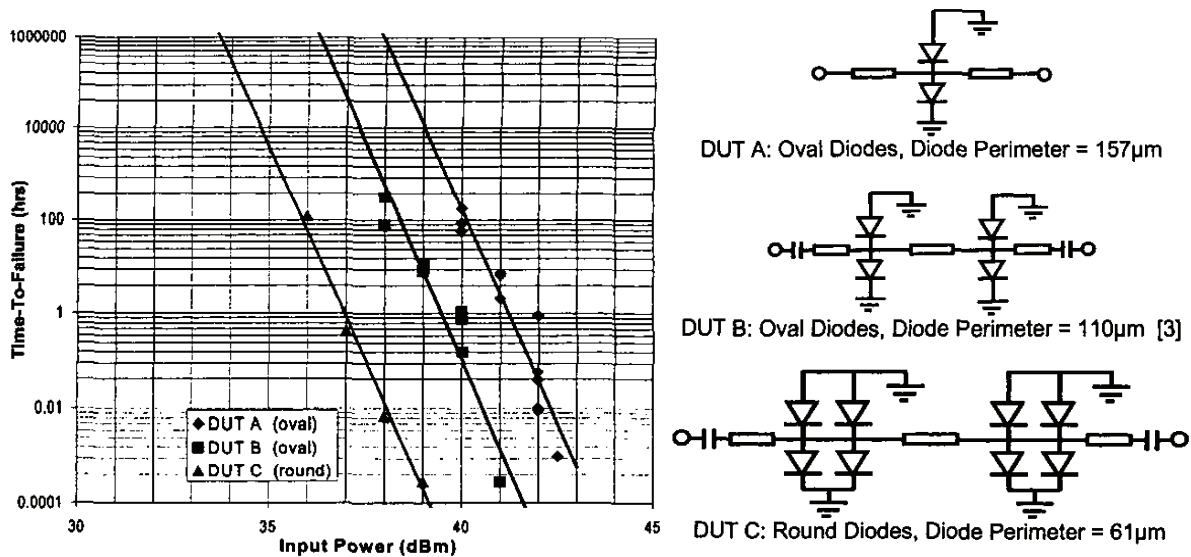 1000000
10000
100
1
0.01
0.0001
Time-To-Failure (hrs)
DUT A (oval)
DUT B (oval)
DUT C (round)
30
35
40
45
Input Power (dBm)
DUT A: Oval Diodes, Diode Perimeter = 157µm
DUT B: Oval Diodes, Diode Perimeter = 110µm [3]
DUT C: Round Diodes, Diode Perimeter = 61µm